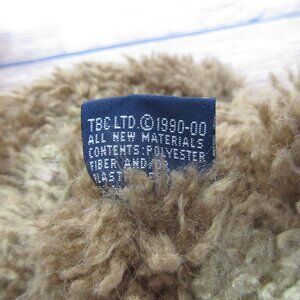 TBC LTD.©1990-00
ALL NEW MATERIALS
CONTENTS:POLYESTER
FIBER AND/